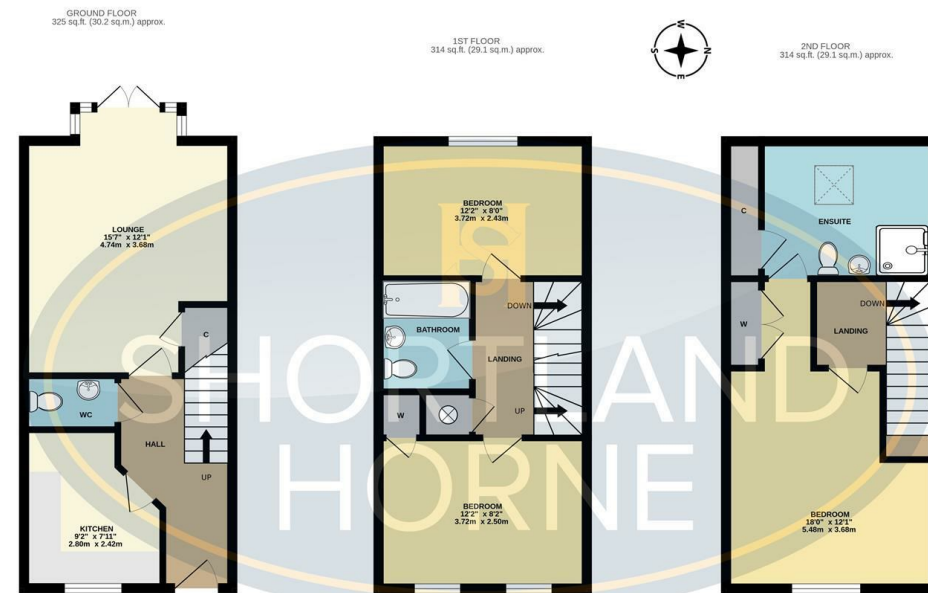 GROUND FLOOR
325 sq.ft. (30.2 sq.m.) approx.
1ST FLOOR
314 sq.ft. (29.1 sq.m.) approx.
2ND FLOOR
314 sq.ft. (29.1 sq.m.) approx.
W
N
E
S
LOUNGE
15'7" x 12'1"
4.74m x 3.68m
C
WC
HALL
UP
KITCHEN
9'2" x 7'11"
2.80m x 2.42m
BEDROOM
12'2" x 8'0"
3.72m x 2.43m
DOWN
BATHROOM
LANDING
UP
W
BEDROOM
12'2" x 8'2"
3.72m x 2.50m
C
ENSUITE
W
DOWN
LANDING
BEDROOM
18'0" x 12'1"
5.48m x 3.68m
SHORTLAND
HORNE